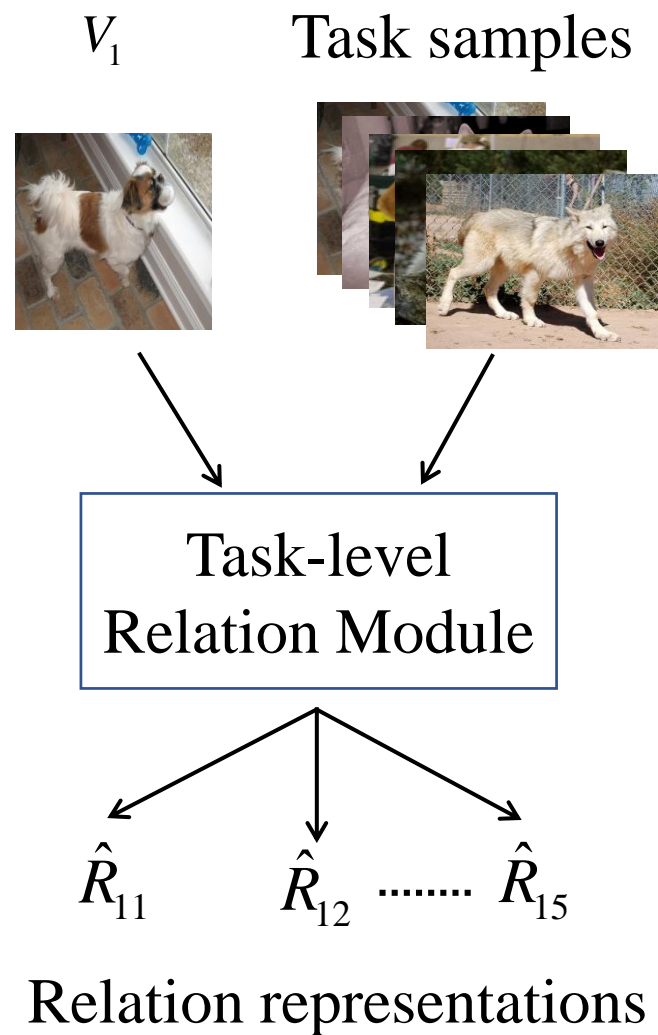 V₁ Task samples
Task-level
Relation Module
R̂₁₁ R̂₁₂ ........ R̂₁₅
Relation representations